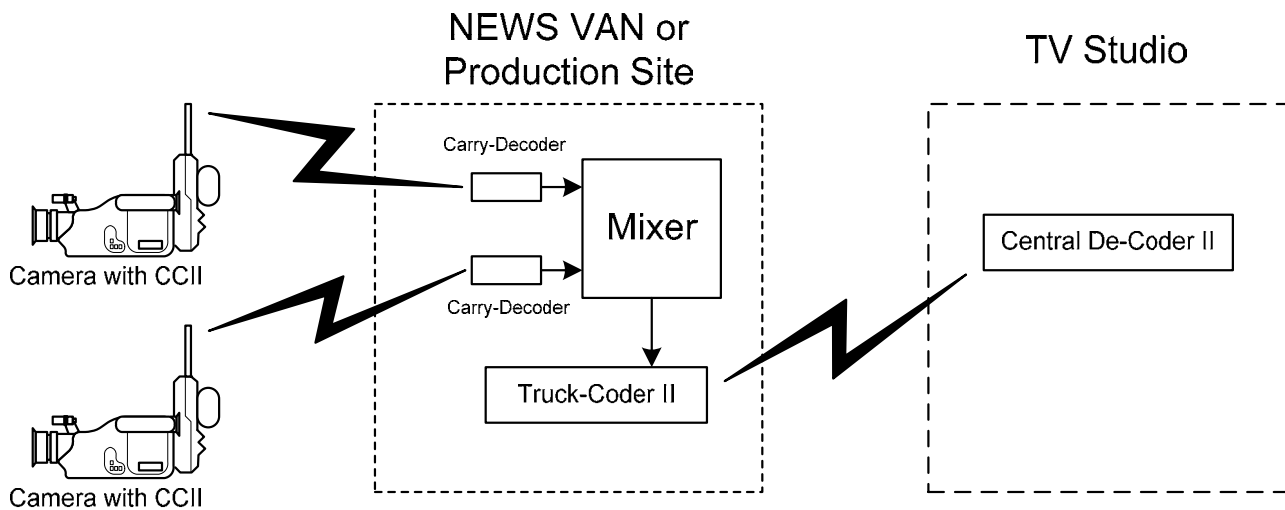 NEWS VAN or
Production Site
TV Studio
Carry-Decoder
Mixer
Central De-Coder II
Camera with CCII
Carry-Decoder
Truck-Coder II
Camera with CCII